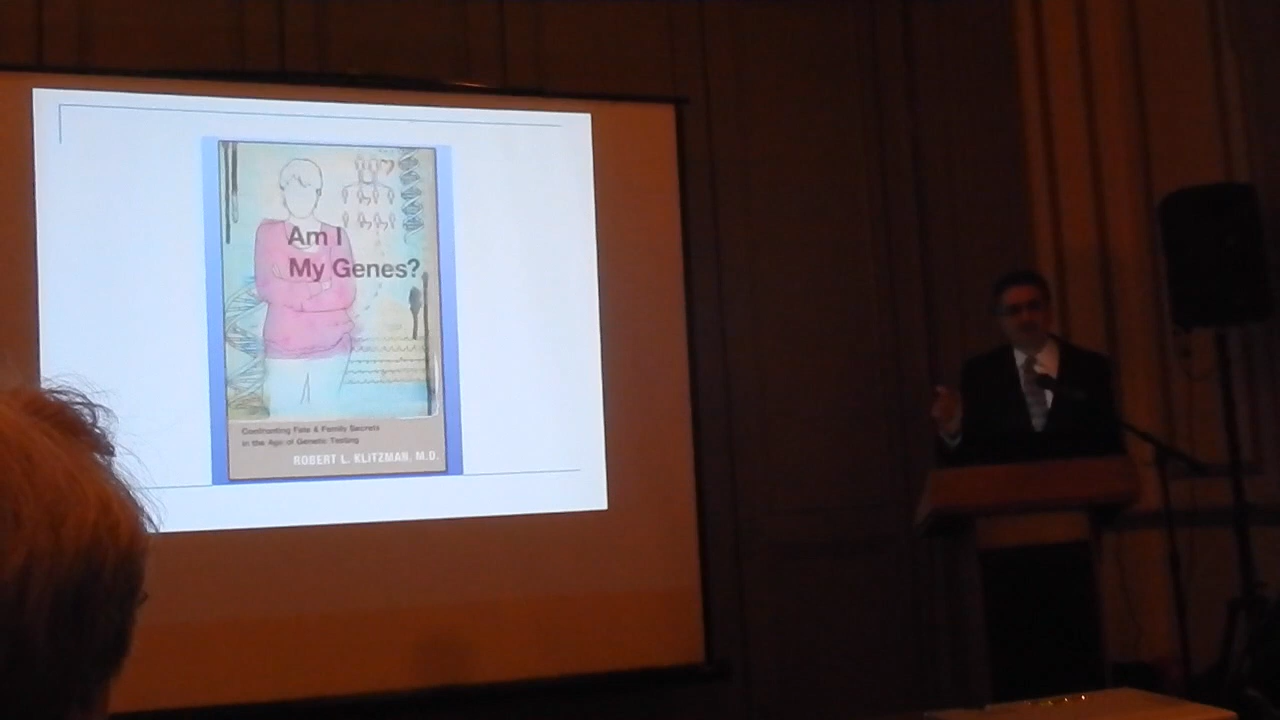 Am I
My Genes?
Confronting Fate & Family Secrets
in the Age of Genetic Testing
ROBERT L. KLITZMAN, M.D.